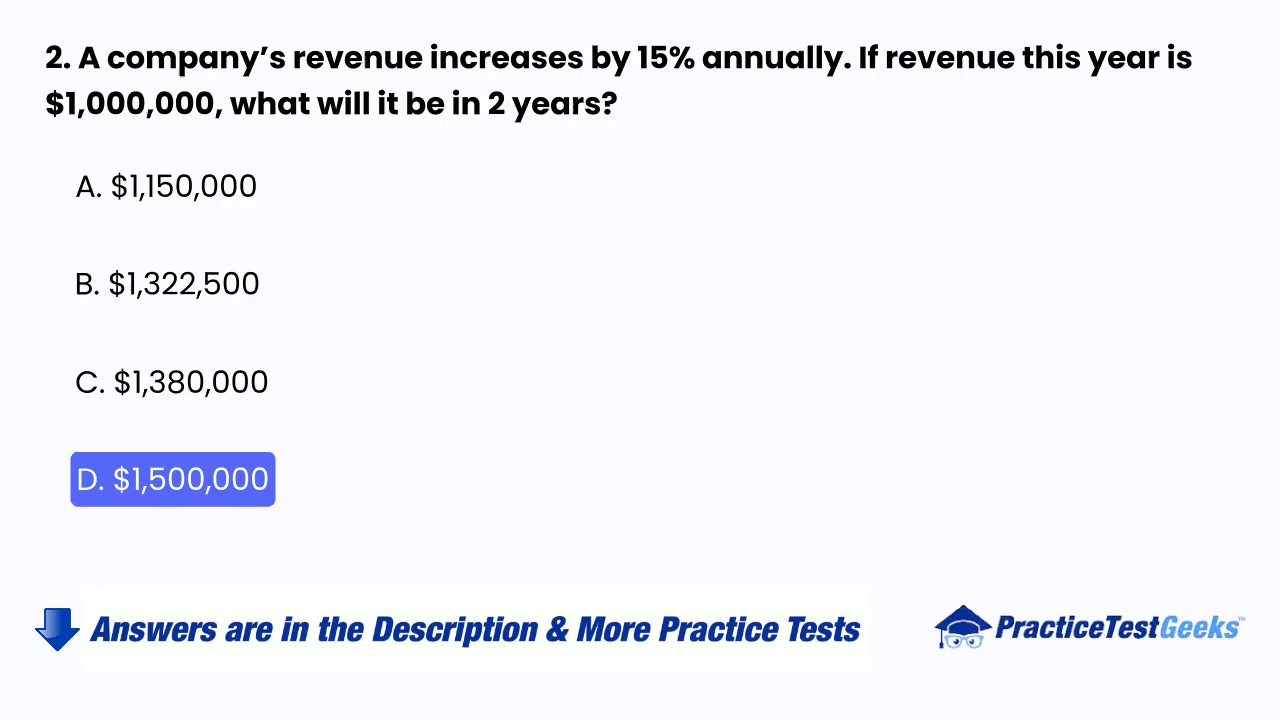 2. A company’s revenue increases by 15% annually. If revenue this year is
$1,000,000, what will it be in 2 years?
A. $1,150,000
B. $1,322,500
C. $1,380,000
D. $1,500,000
Answers are in the Description & More Practice Tests
PracticeTestGeeks™